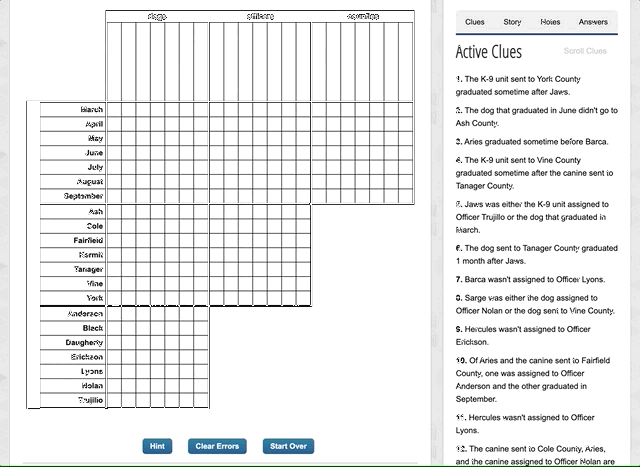 dogs officers counties
March
April
May
June
July
August
September
Ash
Cole
Fairfield
Kermit
Tanager
Vine
York
Anderson
Black
Daugherty
Erickson
Lyons
Nolan
Trujillo
Hint Clear Errors Start Over
Clues Story Notes Answers
Active Clues Scroll Clues
1. The K-9 unit sent to York County
graduated sometime after Jaws.
2. The dog that graduated in June didn't go to
Ash County.
3. Aries graduated sometime before Barca.
4. The K-9 unit sent to Vine County
graduated sometime after the canine sent to
Tanager County.
5. Jaws was either the K-9 unit assigned to
Officer Trujillo or the dog that graduated in
March.
6. The dog sent to Tanager County graduated
1 month after Jaws.
7. Barca wasn't assigned to Officer Lyons.
8. Sarge was either the dog assigned to
Officer Nolan or the dog sent to Vine County.
9. Hercules wasn't assigned to Officer
Erickson.
10. Of Aries and the canine sent to Fairfield
County, one was assigned to Officer
Anderson and the other graduated in
September.
11. Hercules wasn't assigned to Officer
Lyons.
12. The canine sent to Cole County, Aries,
and the canine assigned to Officer Nolan are